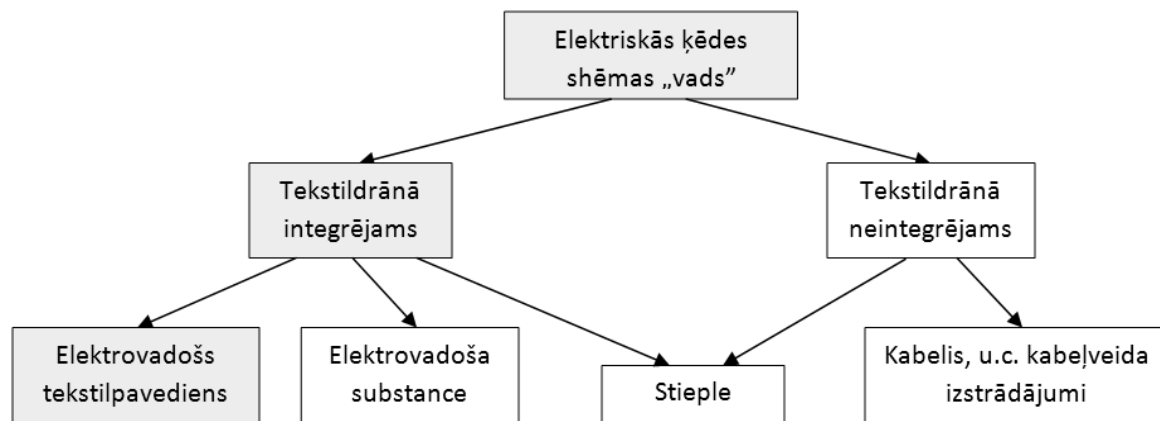 Elektriskās ķēdes
shēmas „vads”
Tekstildrānā
integrējams
Tekstildrānā
neintegrējams
Elektrovadošs
tekstilpavediens
Elektrovadoša
substance
Stieple
Kabelis, u.c. kabeļveida
izstrādājumi